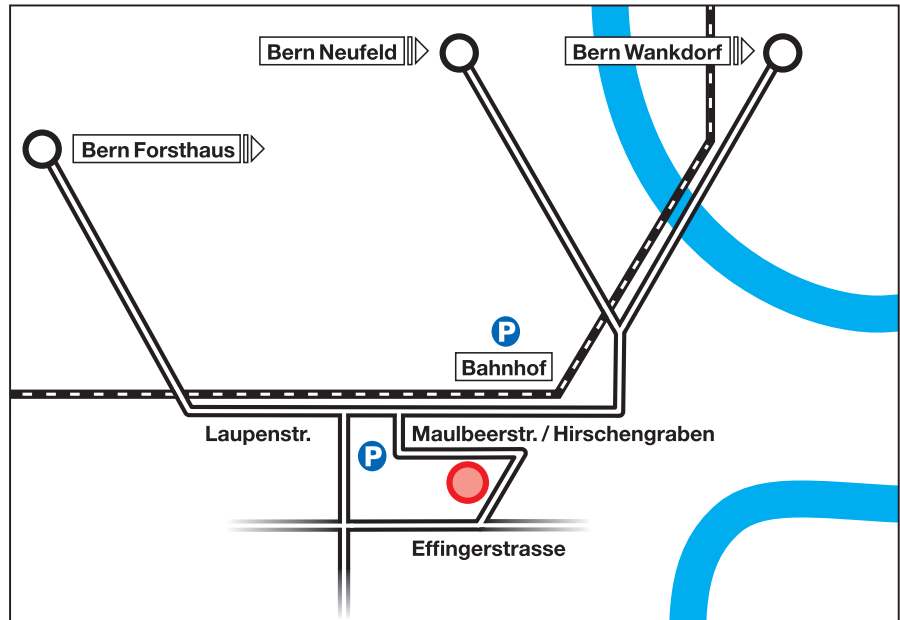 Bern Neufeld
Bern Wankdorf
Bern Forsthaus
P
Bahnhof
Laupenstr.
Maulbeerstr. / Hirschengraben
P
Effingerstrasse